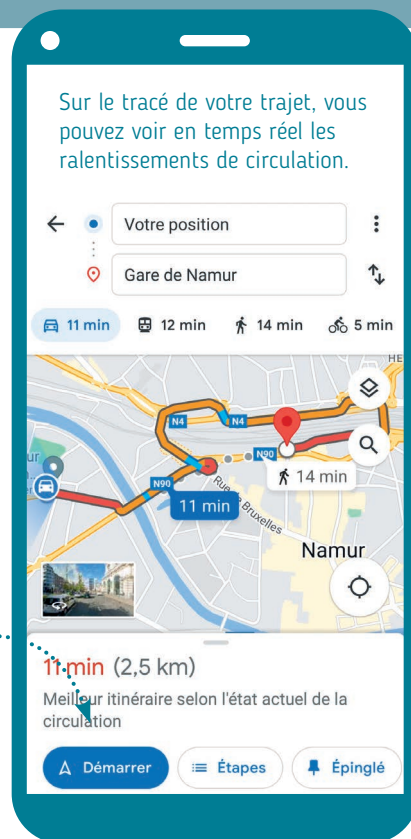 Sur le tracé de votre trajet, vous
pouvez voir en temps réel les
ralentissements de circulation.
Votre position
Gare de Namur
11 min 12 min 14 min 5 min
HE
N4 N4
N90
N90
14 min
11 min
Rue de Bruxelles
ur
Namur
11 min (2,5 km)
Meilleur itinéraire selon l'état actuel de la
circulation
Démarrer Étapes Épinglé